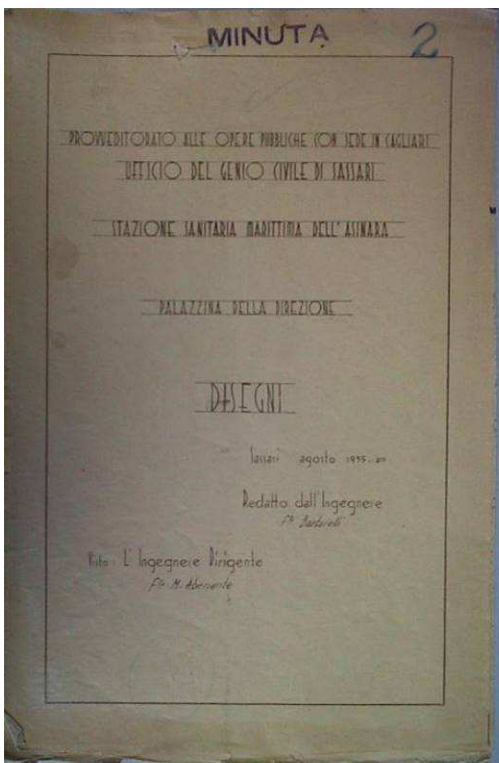 MINUTA
2
PROVVEDITORATO ALLE OPERE PUBBLICHE CON SEDE IN CAGLIARI
UFFICIO DEL GENIO CIVILE DI SASSARI
STAZIONE SANITARIA MARITTIMA DELL'ASINARA
PALAZZINA DELLA DIREZIONE
DISEGNI
Sassari agosto 1935
Redatto dall'Ingegnere
Visto: L'Ingegnere Dirigente